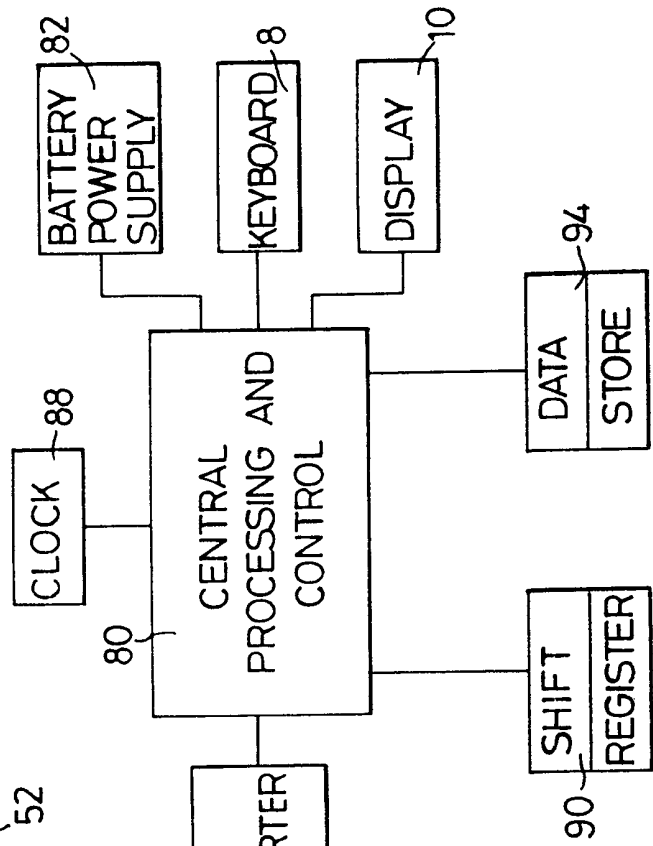 82
BATTERY
POWER
SUPPLY
8
KEYBOARD
10
DISPLAY
88
CLOCK
80
CENTRAL
PROCESSING AND
CONTROL
94
DATA
STORE
90
SHIFT
REGISTER
52
RTER